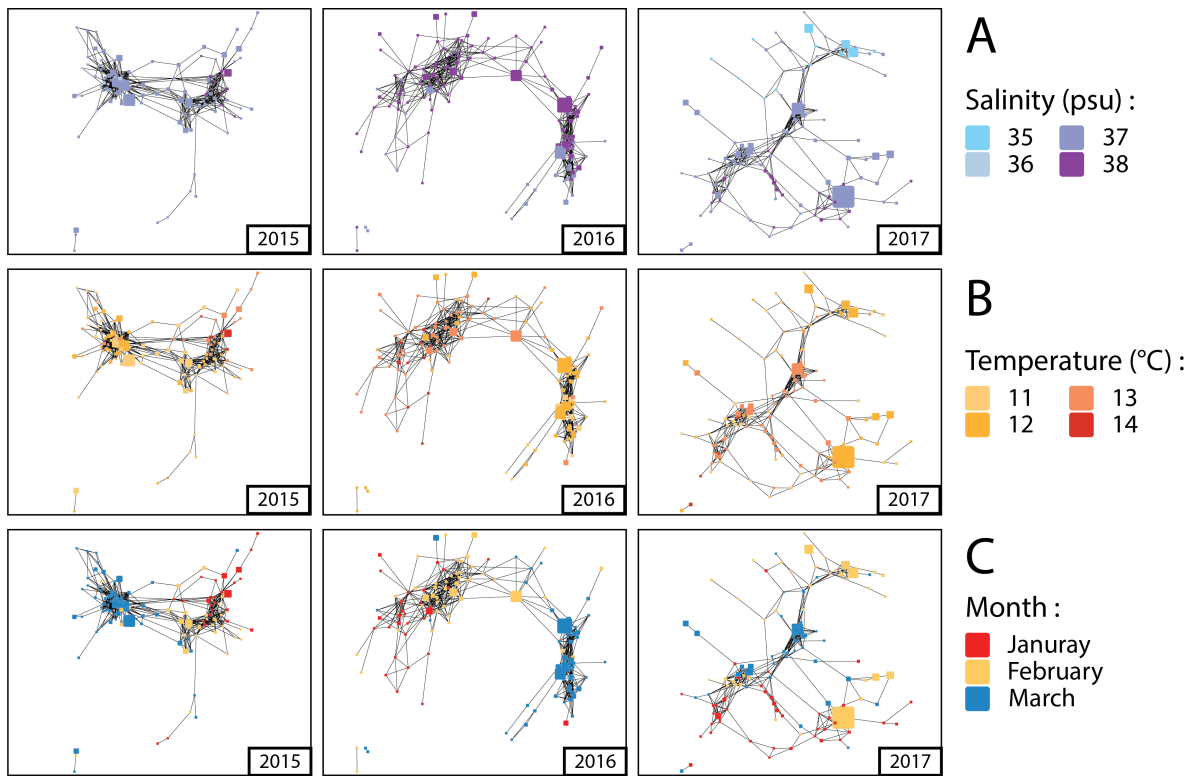 2015
2016
2017
A
Salinity (psu) :
35
37
36
38
2015
2016
2017
B
Temperature (°C) :
11
13
12
14
2015
2016
2017
C
Month :
Januray
February
March